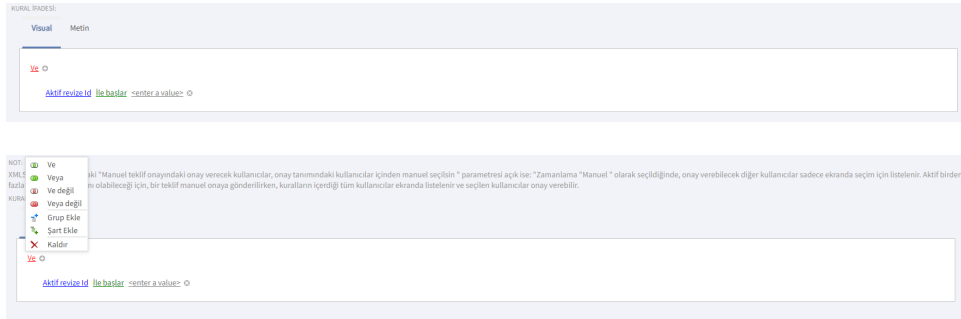 KURAL İFADESİ:
Visual Metin
Ve
Aktif revize Id İle başlar <enter a value>
NOT:
XMLS
Ve
Veya
Ve değil
Veya değil
Grup Ekle
Şart Ekle
Kaldır
aki "Manuel teklif onayındaki onay verecek kullanıcılar, onay tanımındaki kullanıcılar içinden manuel seçilsin " parametresi açık ise: "Zamanlama "Manuel " olarak seçildiğinde, onay verebilecek diğer kullanıcılar sadece ekranda seçim için listelenir. Aktif birden
fazla nı olabileceği için, bir teklif manuel onaya gönderilirken, kuralların içerdiği tüm kullanıcılar ekranda listelenir ve seçilen kullanıcılar onay verebilir.
KURA
Ve
Aktif revize Id İle başlar <enter a value>